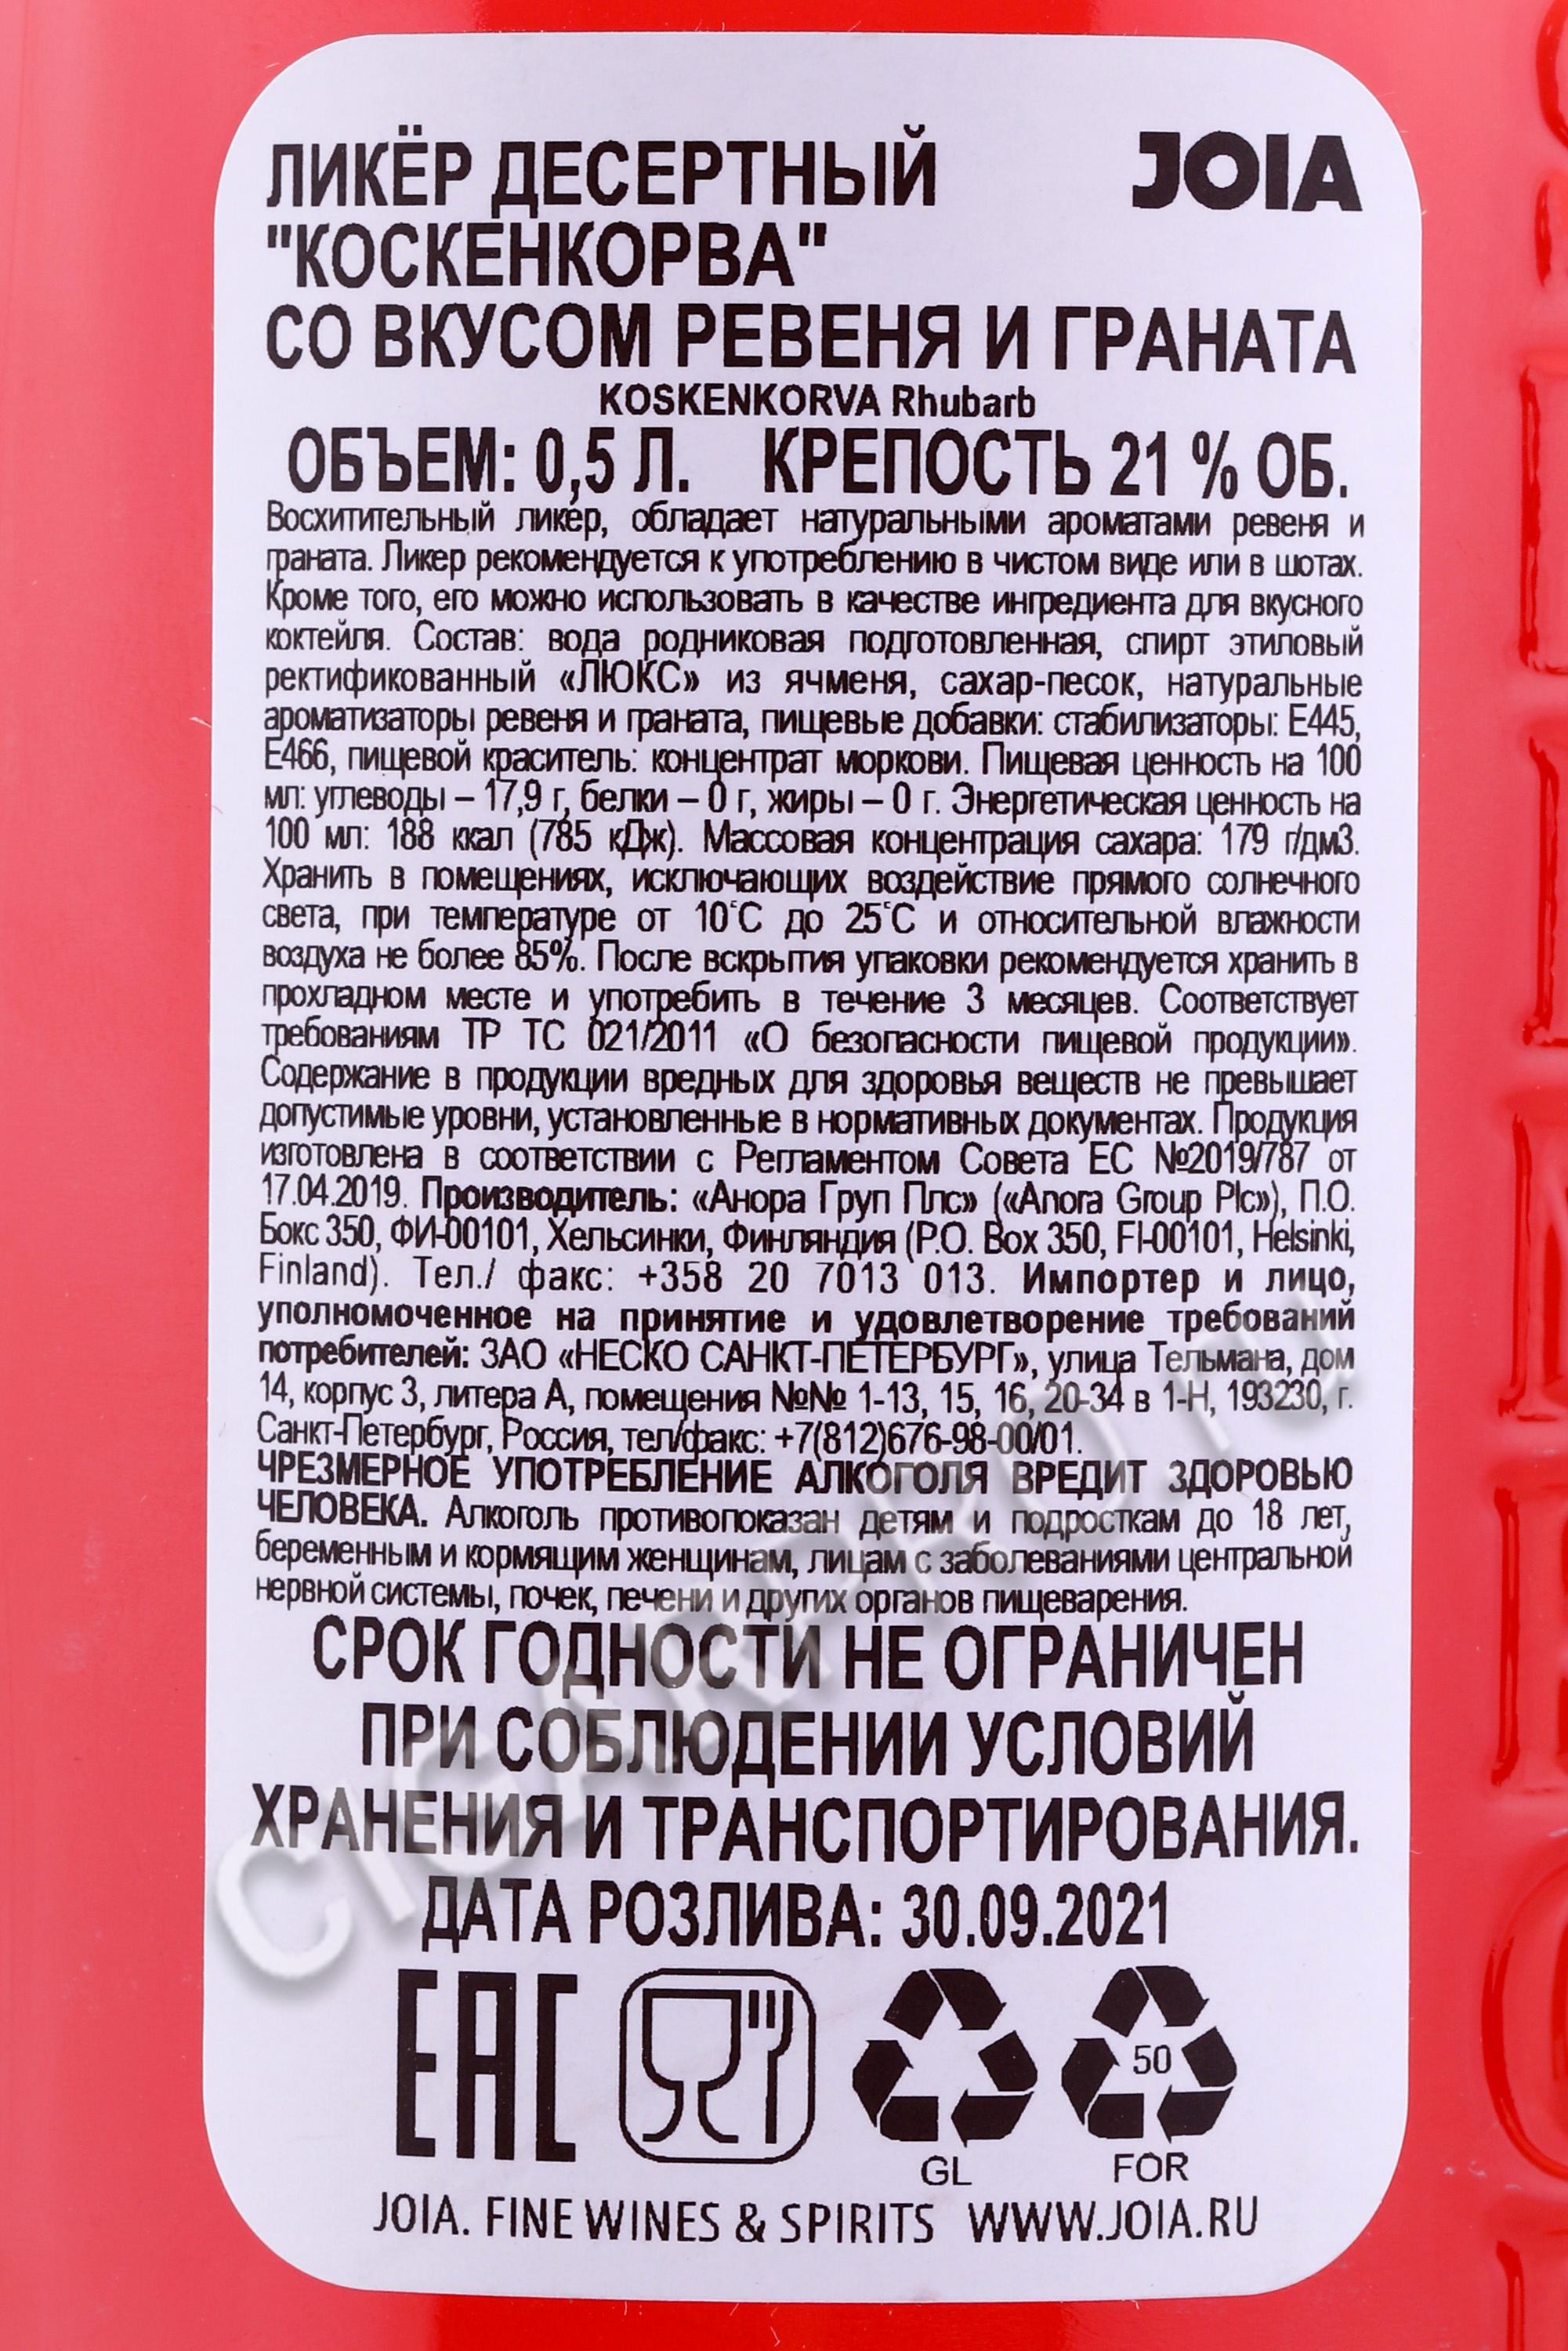 ЛИКЁР ДЕСЕРТНЫЙ JOIA
"КОСКЕНКОРВА"
СО ВКУСОМ РЕВЕНЯ И ГРАНАТА
KOSKENKORVA Rhubarb
ОБЪЕМ: 0,5 Л. КРЕПОСТЬ 21 % ОБ.
Восхитительный ликер, обладает натуральными ароматами ревеня и
граната. Ликер рекомендуется к употреблению в чистом виде или в шотах.
Кроме того, его можно использовать в качестве ингредиента для вкусного
коктейля. Состав: вода родниковая подготовленная, спирт этиловый
ректификованный «ЛЮКС» из ячменя, сахар-песок, натуральные
ароматизаторы ревеня и граната, пищевые добавки: стабилизаторы: Е445,
Е466, пищевой краситель: концентрат моркови. Пищевая ценность на 100
мл: углеводы – 17,9 г, белки – 0 г, жиры – 0 г. Энергетическая ценность на
100 мл: 188 ккал (785 кДж). Массовая концентрация сахара: 179 г/дм3.
Хранить в помещениях, исключающих воздействие прямого солнечного
света, при температуре от 10°С до 25°С и относительной влажности
воздуха не более 85%. После вскрытия упаковки рекомендуется хранить в
прохладном месте и употребить в течение 3 месяцев. Соответствует
требованиям ТР ТС 021/2011 «О безопасности пищевой продукции».
Содержание в продукции вредных для здоровья веществ не превышает
допустимые уровни, установленные в нормативных документах. Продукция
изготовлена в соответствии с Регламентом Совета ЕС №2019/787 от
17.04.2019. Производитель: «Анора Груп Плс» («Anora Group Plc»), П.О.
Бокс 350, ФИ-00101, Хельсинки, Финляндия (P.O. Box 350, FI-00101, Helsinki,
Finland). Тел./ факс: +358 20 7013 013. Импортер и лицо,
уполномоченное на принятие и удовлетворение требований
потребителей: ЗАО «НЕСКО САНКТ-ПЕТЕРБУРГ», улица Тельмана, дом
14, корпус 3, литера А, помещения №№ 1-13, 15, 16, 20-34 в 1-Н, 193230, г.
Санкт-Петербург, Россия, тел/факс: +7(812)676-98-00/01.
ЧРЕЗМЕРНОЕ УПОТРЕБЛЕНИЕ АЛКОГОЛЯ ВРЕДИТ ЗДОРОВЬЮ
ЧЕЛОВЕКА. Алкоголь противопоказан детям и подросткам до 18 лет,
беременным и кормящим женщинам, лицам с заболеваниями центральной
нервной системы, почек, печени и других органов пищеварения.
СРОК ГОДНОСТИ НЕ ОГРАНИЧЕН
ПРИ СОБЛЮДЕНИИ УСЛОВИЙ
ХРАНЕНИЯ И ТРАНСПОРТИРОВАНИЯ.
ДАТА РОЗЛИВА: 30.09.2021
EAC 50
GL FOR
JOIA. FINE WINES & SPIRITS WWW.JOIA.RU
CIGARPRO.ru